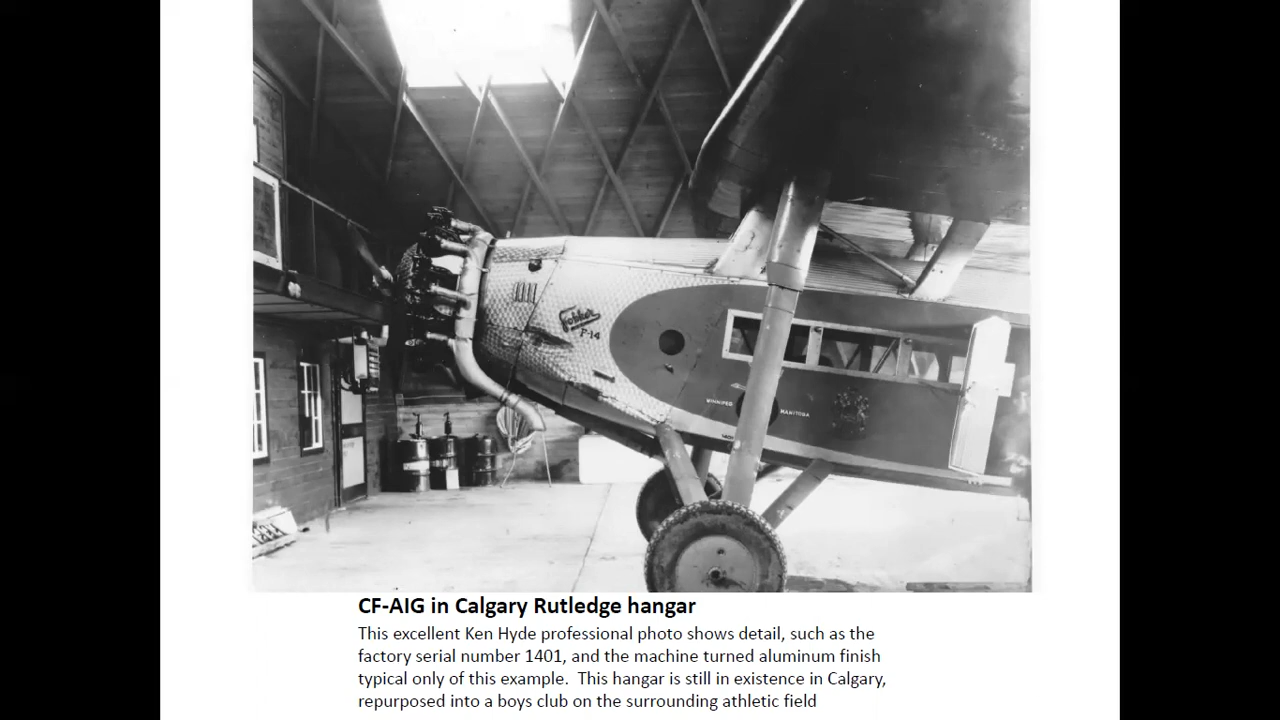 Fokker
F-14
WINNIPEG MANITOBA
CF-AIG in Calgary Rutledge hangar
This excellent Ken Hyde professional photo shows detail, such as the
factory serial number 1401, and the machine turned aluminum finish
typical only of this example. This hangar is still in existence in Calgary,
repurposed into a boys club on the surrounding athletic field